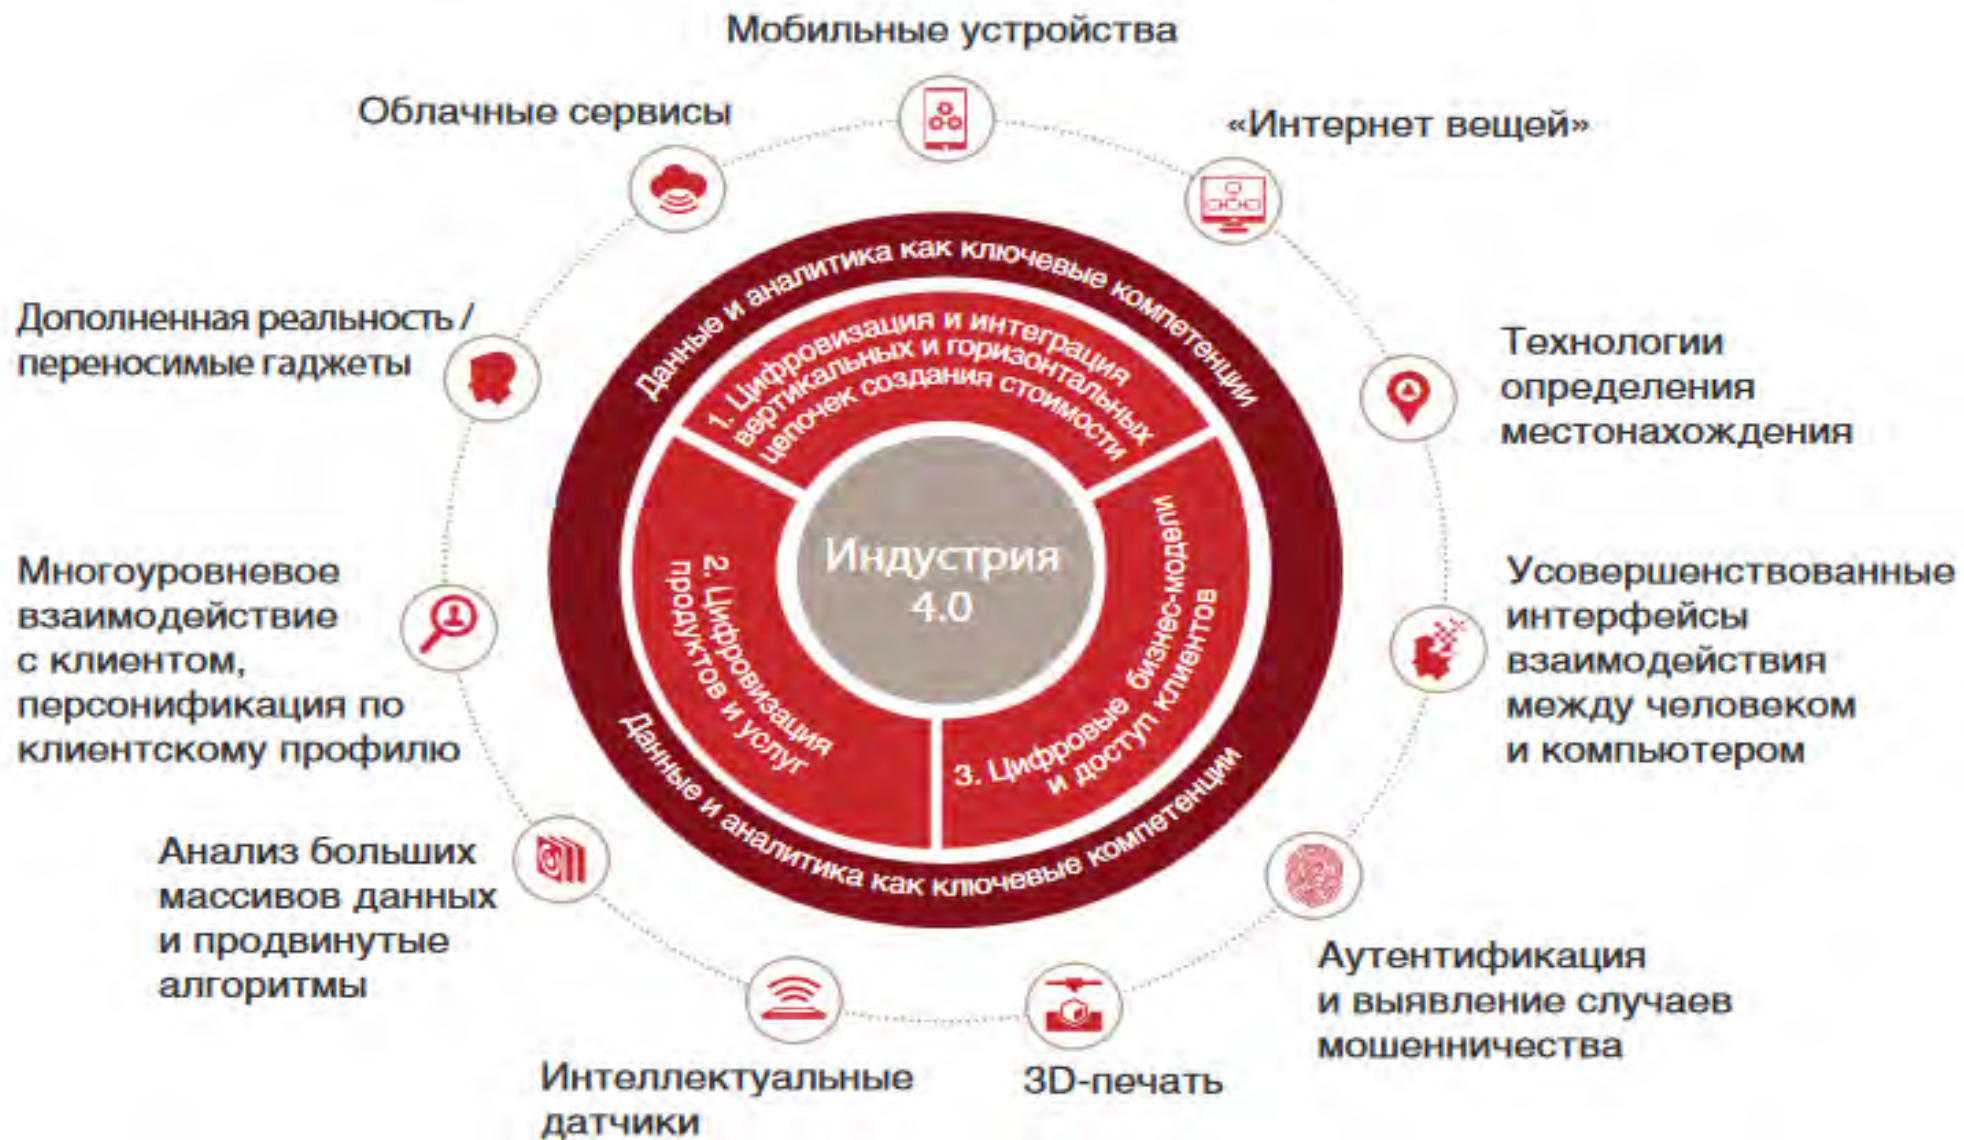 Мобильные устройства
Облачные сервисы
«Интернет вещей»
Дополненная реальность /
переносимые гаджеты
Технологии
определения
местонахождения
Данные и аналитика как ключевые компетенции
1. Цифровизация и интеграция
вертикальных и горизонтальных
цепочек создания стоимости
Индустрия
4.0
2. Цифровизация
продуктов и услуг
3. Цифровые бизнес-модели
и доступ клиентов
Данные и аналитика как ключевые компетенции
Многоуровневое
взаимодействие
с клиентом,
персонификация по
клиентскому профилю
Усовершенствованные
интерфейсы
взаимодействия
между человеком
и компьютером
Анализ больших
массивов данных
и продвинутые
алгоритмы
Аутентификация
и выявление случаев
мошенничества
Интеллектуальные
датчики
3D-печать